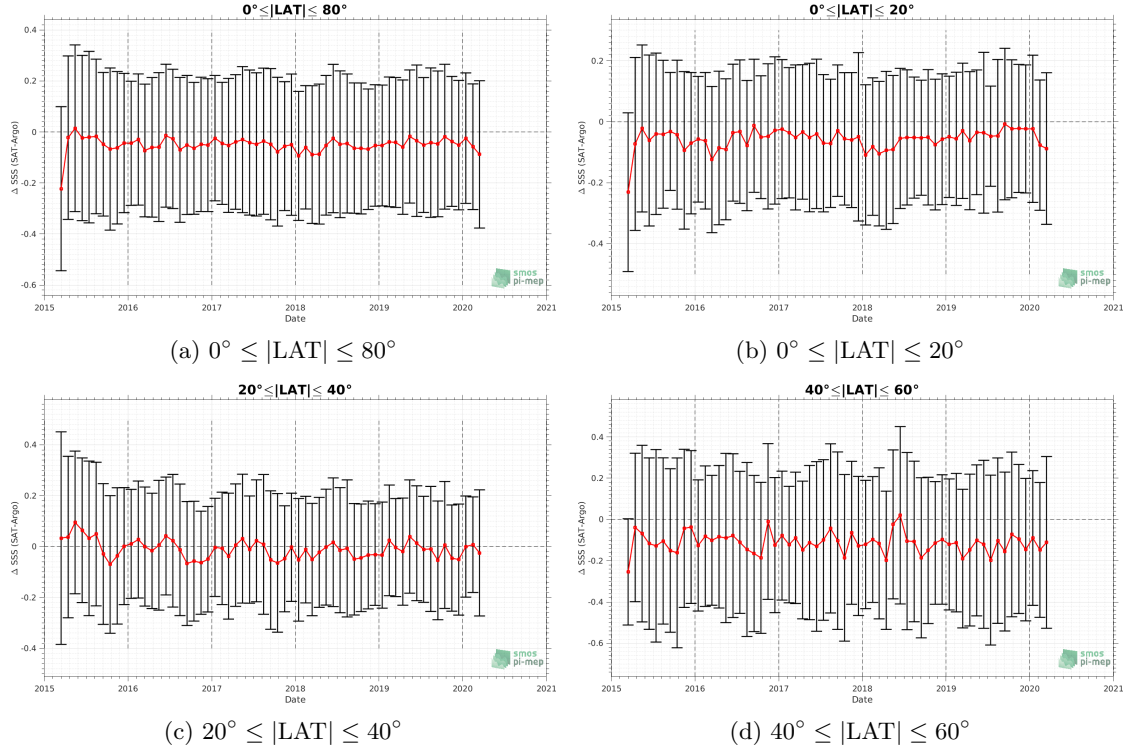 0°≤|LAT|≤ 80°
Δ SSS (SAT-Argo)
0.4
0.2
0
-0.2
-0.4
-0.6
2015 2016 2017 2018 2019 2020 2021
Date
smos
pi-mep
(a) 0° ≤ |LAT| ≤ 80°
0°≤|LAT|≤ 20°
Δ SSS (SAT-Argo)
0.2
0
-0.2
-0.4
2015 2016 2017 2018 2019 2020 2021
Date
smos
pi-mep
(b) 0° ≤ |LAT| ≤ 20°
20°≤|LAT|≤ 40°
Δ SSS (SAT-Argo)
0.4
0.2
0
-0.2
-0.4
2015 2016 2017 2018 2019 2020 2021
Date
smos
pi-mep
(c) 20° ≤ |LAT| ≤ 40°
40°≤|LAT|≤ 60°
Δ SSS (SAT-Argo)
0.4
0.2
0
-0.2
-0.4
-0.6
2015 2016 2017 2018 2019 2020 2021
Date
smos
pi-mep
(d) 40° ≤ |LAT| ≤ 60°